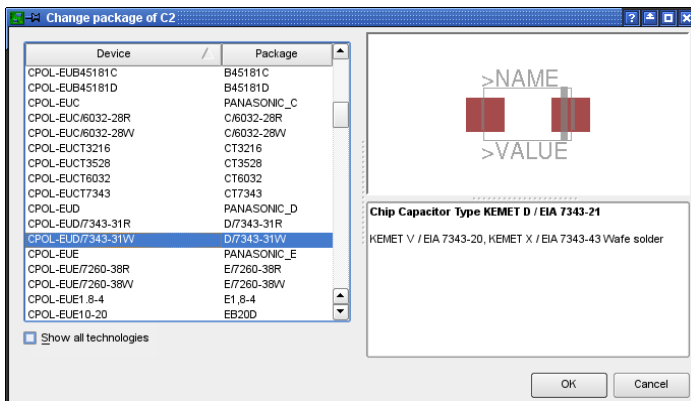 Change package of C2
Device Package
CPOL-EUB45181C B45181C
CPOL-EUB45181D B45181D
CPOL-EUC PANASONIC_C
CPOL-EUC/6032-28R C/6032-28R
CPOL-EUC/6032-28W C/6032-28W
CPOL-EUCT3216 CT3216
CPOL-EUCT3528 CT3528
CPOL-EUCT6032 CT6032
CPOL-EUCT7343 CT7343
CPOL-EUD PANASONIC_D
CPOL-EUD/7343-31R D/7343-31R
CPOL-EUD/7343-31W D/7343-31W
CPOL-EUE PANASONIC_E
CPOL-EUE/7260-38R E/7260-38R
CPOL-EUE/7260-38W E/7260-38W
CPOL-EUE1.8-4 E1,8-4
CPOL-EUE10-20 EB20D
Show all technologies
>NAME
>VALUE
Chip Capacitor Type KEMET D / EIA 7343-21
KEMET V / EIA 7343-20, KEMET X / EIA 7343-43 Wafe solder
OK Cancel